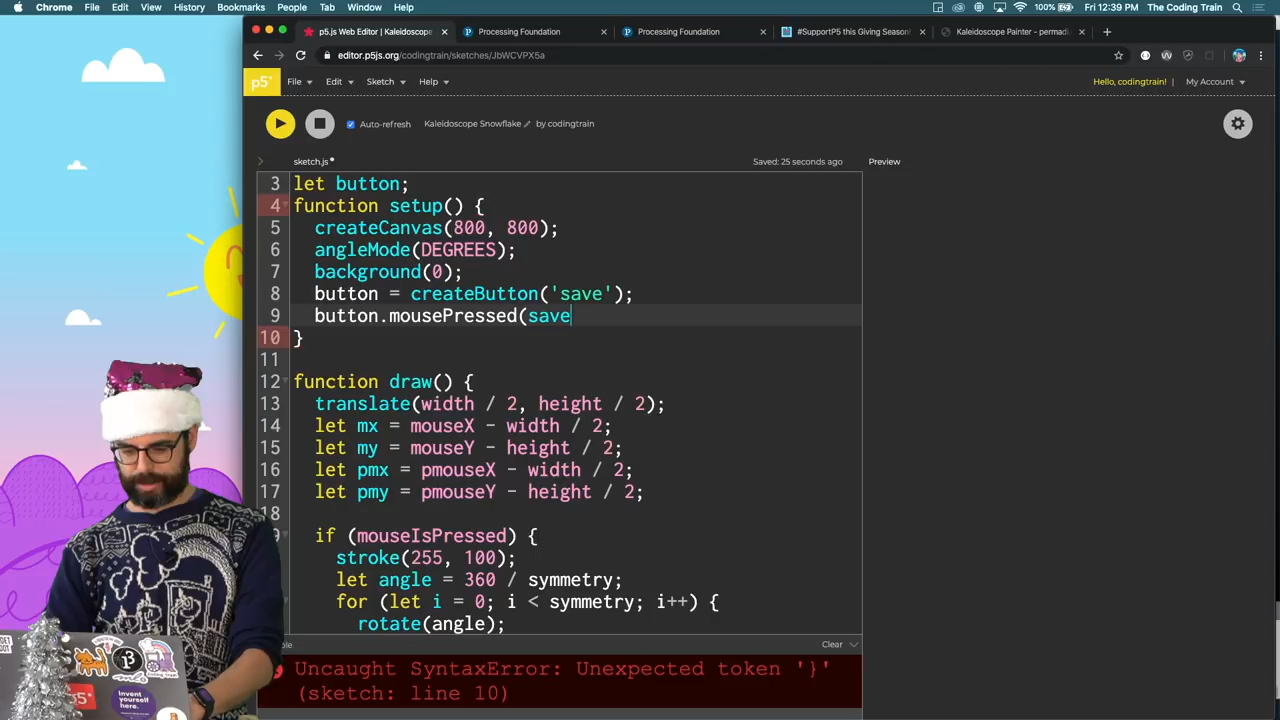 Chrome File Edit View History Bookmarks People Tab Window Help
100% Fri 12:39 PM The Coding Train
p5.js Web Editor | Kaleidoscope
Processing Foundation
Processing Foundation
#SupportP5 this Giving Season!
Kaleidoscope Painter - permadi
editor.p5js.org/codingtrain/sketches/JbWCVPX5a
p5* File Edit Sketch Help
Hello, codingtrain! My Account
Auto-refresh Kaleidoscope Snowflake by codingtrain
sketch.js Saved: 25 seconds ago Preview
3 let button;
4 function setup() {
5 createCanvas(800, 800);
6 angleMode(DEGREES);
7 background(0);
8 button = createButton('save');
9 button.mousePressed(save
10 }
11
12 function draw() {
13 translate(width / 2, height / 2);
14 let mx = mouseX - width / 2;
15 let my = mouseY - height / 2;
16 let pmx = pmouseX - width / 2;
17 let pmy = pmouseY - height / 2;
18
if (mouseIsPressed) {
stroke(255, 100);
let angle = 360 / symmetry;
for (let i = 0; i < symmetry; i++) {
rotate(angle);
Clear
Uncaught SyntaxError: Unexpected token '}'
(sketch: line 10)
Invent
yourself
here.